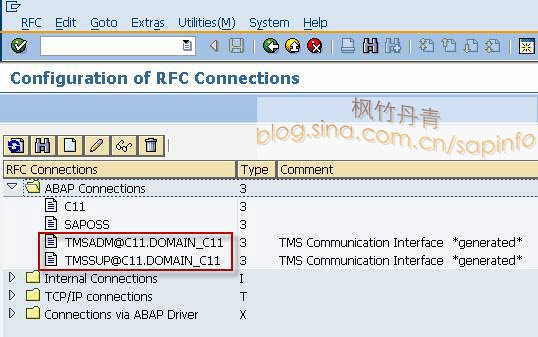 RFC Edit Goto Extras Utilities(M) System Help
Configuration of RFC Connections
枫竹丹青
blog.sina.com.cn/sapinfo
RFC Connections Type Comment
ABAP Connections 3
C11 3
SAPOSS 3
TMSADM@C11.DOMAIN_C11 3 TMS Communication Interface *generated*
TMSSUP@C11.DOMAIN_C11 3 TMS Communication Interface *generated*
Internal Connections I
TCP/IP connections T
Connections via ABAP Driver X